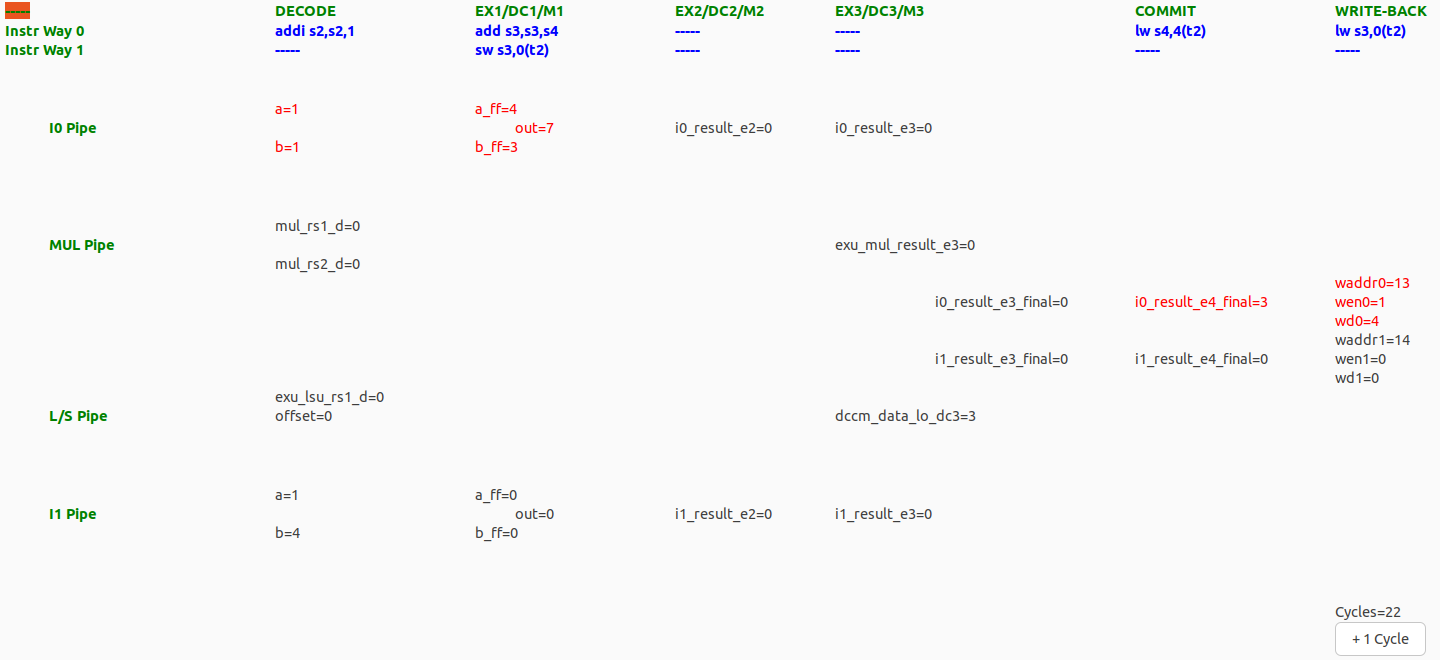 ----- DECODE EX1/DC1/M1 EX2/DC2/M2 EX3/DC3/M3 COMMIT WRITE-BACK
Instr Way 0 addi s2,s2,1 add s3,s3,s4 ----- ----- lw s4,4(t2) lw s3,0(t2)
Instr Way 1 ----- sw s3,0(t2) ----- ----- ----- -----
a=1 a_ff=4
I0 Pipe out=7 i0_result_e2=0 i0_result_e3=0
b=1 b_ff=3
mul_rs1_d=0
MUL Pipe exu_mul_result_e3=0
mul_rs2_d=0
waddr0=13
i0_result_e3_final=0 i0_result_e4_final=3 wen0=1
wd0=4
waddr1=14
i1_result_e3_final=0 i1_result_e4_final=0 wen1=0
wd1=0
exu_lsu_rs1_d=0
L/S Pipe offset=0 dccm_data_lo_dc3=3
a=1 a_ff=0
I1 Pipe out=0 i1_result_e2=0 i1_result_e3=0
b=4 b_ff=0
Cycles=22
+ 1 Cycle